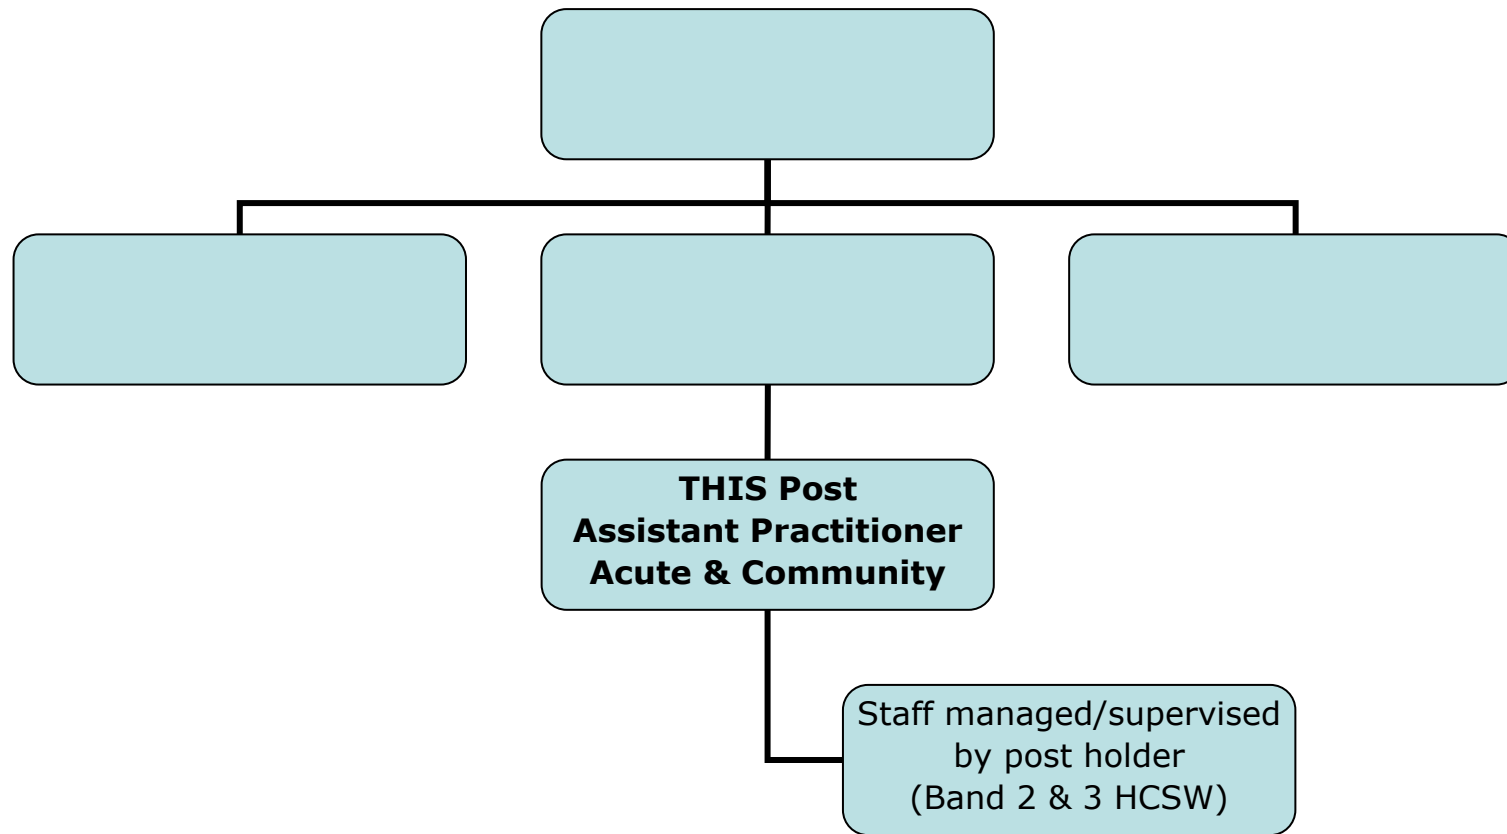 THIS Post
Assistant Practitioner
Acute & Community
Staff managed/supervised
by post holder
(Band 2 & 3 HCSW)